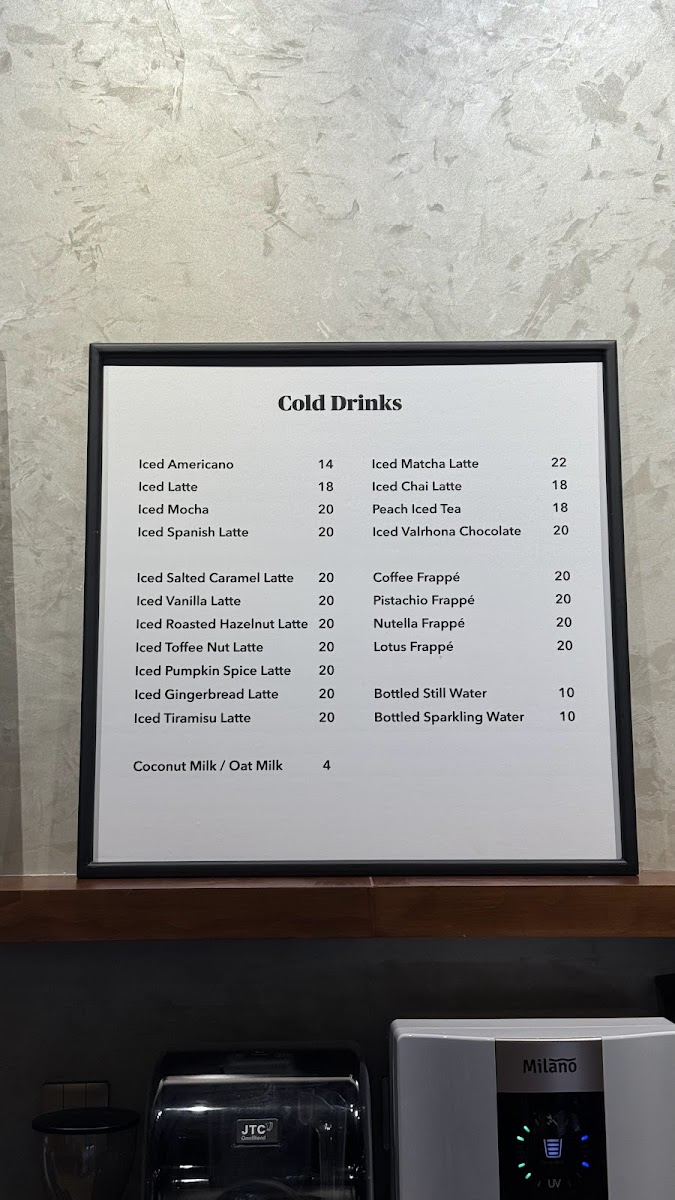 Cold Drinks
Iced Americano 14
Iced Latte 18
Iced Mocha 20
Iced Spanish Latte 20
Iced Salted Caramel Latte 20
Iced Vanilla Latte 20
Iced Roasted Hazelnut Latte 20
Iced Toffee Nut Latte 20
Iced Pumpkin Spice Latte 20
Iced Gingerbread Latte 20
Iced Tiramisu Latte 20
Coconut Milk / Oat Milk 4
Iced Matcha Latte 22
Iced Chai Latte 18
Peach Iced Tea 18
Iced Valrhona Chocolate 20
Coffee Frappé 20
Pistachio Frappé 20
Nutella Frappé 20
Lotus Frappé 20
Bottled Still Water 10
Bottled Sparkling Water 10
JTC
OmniBlend
Milano
UV